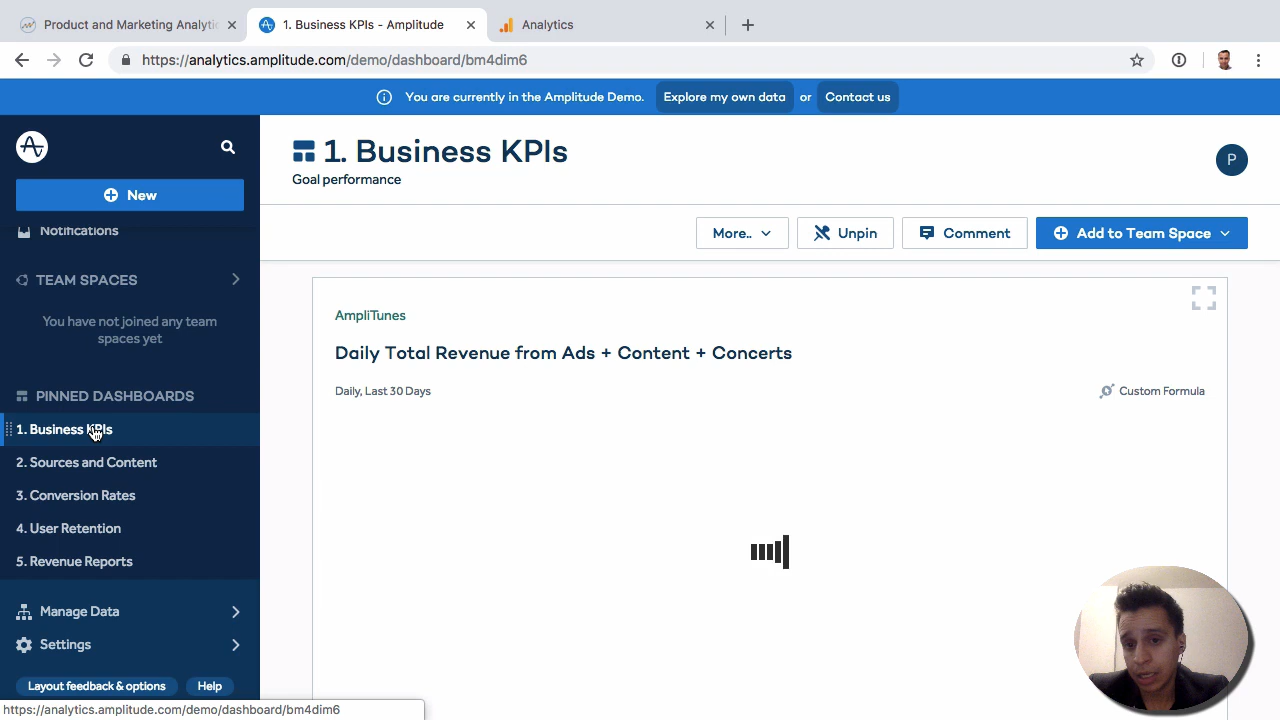 Product and Marketing Analytic
1. Business KPIs - Amplitude
Analytics
https://analytics.amplitude.com/demo/dashboard/bm4dim6
You are currently in the Amplitude Demo. Explore my own data or Contact us
New
Notifications
TEAM SPACES
You have not joined any team
spaces yet
PINNED DASHBOARDS
1. Business KPIs
2. Sources and Content
3. Conversion Rates
4. User Retention
5. Revenue Reports
Manage Data
Settings
Layout feedback & options
Help
https://analytics.amplitude.com/demo/dashboard/bm4dim6
1. Business KPIs
Goal performance
P
More..
Unpin
Comment
Add to Team Space
AmpliTunes
Daily Total Revenue from Ads + Content + Concerts
Daily, Last 30 Days
Custom Formula